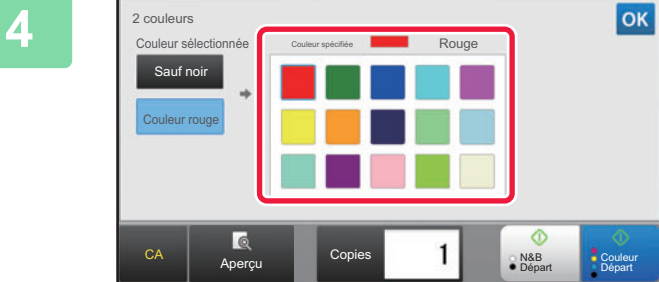 4
2 couleurs
OK
Couleur sélectionnée
Couleur spécifiée
Rouge
Sauf noir
Couleur rouge
CA
Aperçu
Copies
1
N&B
Départ
Couleur
Départ